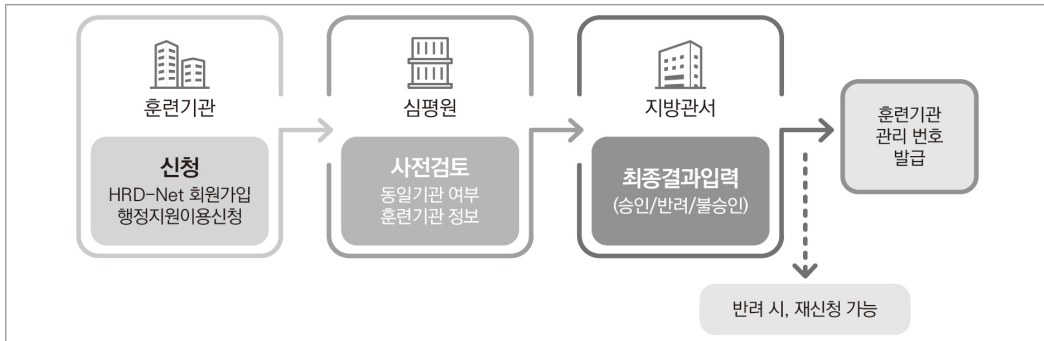 훈련기관
신청
HRD-Net 회원가입
행정지원이용신청
심평원
사전검토
동일기관 여부
훈련기관 정보
지방관서
최종결과입력
(승인/반려/불승인)
훈련기관
관리 번호
발급
반려 시, 재신청 가능